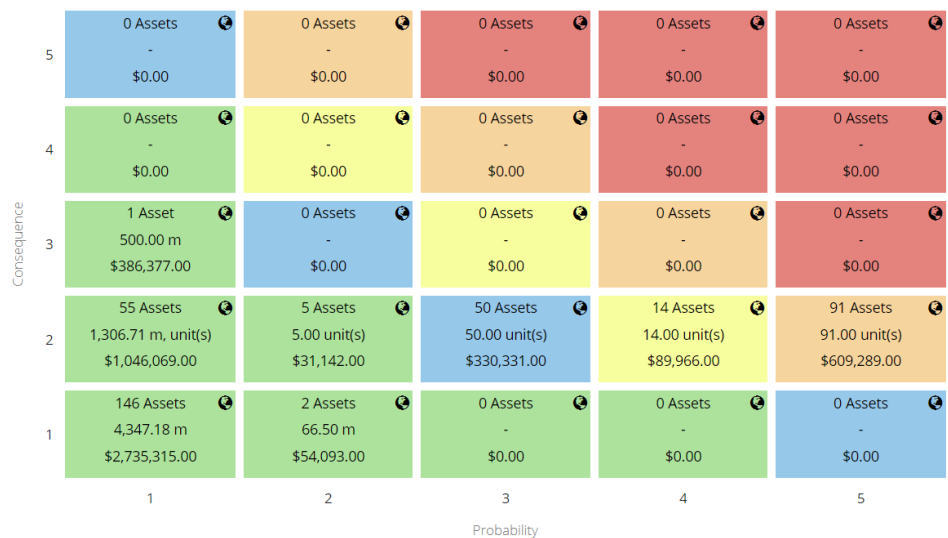 0 Assets
-
$0.00
0 Assets
-
$0.00
0 Assets
-
$0.00
0 Assets
-
$0.00
0 Assets
-
$0.00
5
0 Assets
-
$0.00
0 Assets
-
$0.00
0 Assets
-
$0.00
0 Assets
-
$0.00
0 Assets
-
$0.00
4
Consequence
1 Asset
500.00 m
$386,377.00
0 Assets
-
$0.00
0 Assets
-
$0.00
0 Assets
-
$0.00
0 Assets
-
$0.00
3
55 Assets
1,306.71 m, unit(s)
$1,046,069.00
5 Assets
5.00 unit(s)
$31,142.00
50 Assets
50.00 unit(s)
$330,331.00
14 Assets
14.00 unit(s)
$89,966.00
91 Assets
91.00 unit(s)
$609,289.00
2
146 Assets
4,347.18 m
$2,735,315.00
2 Assets
66.50 m
$54,093.00
0 Assets
-
$0.00
0 Assets
-
$0.00
0 Assets
-
$0.00
1
1
2
3
4
5
Probability